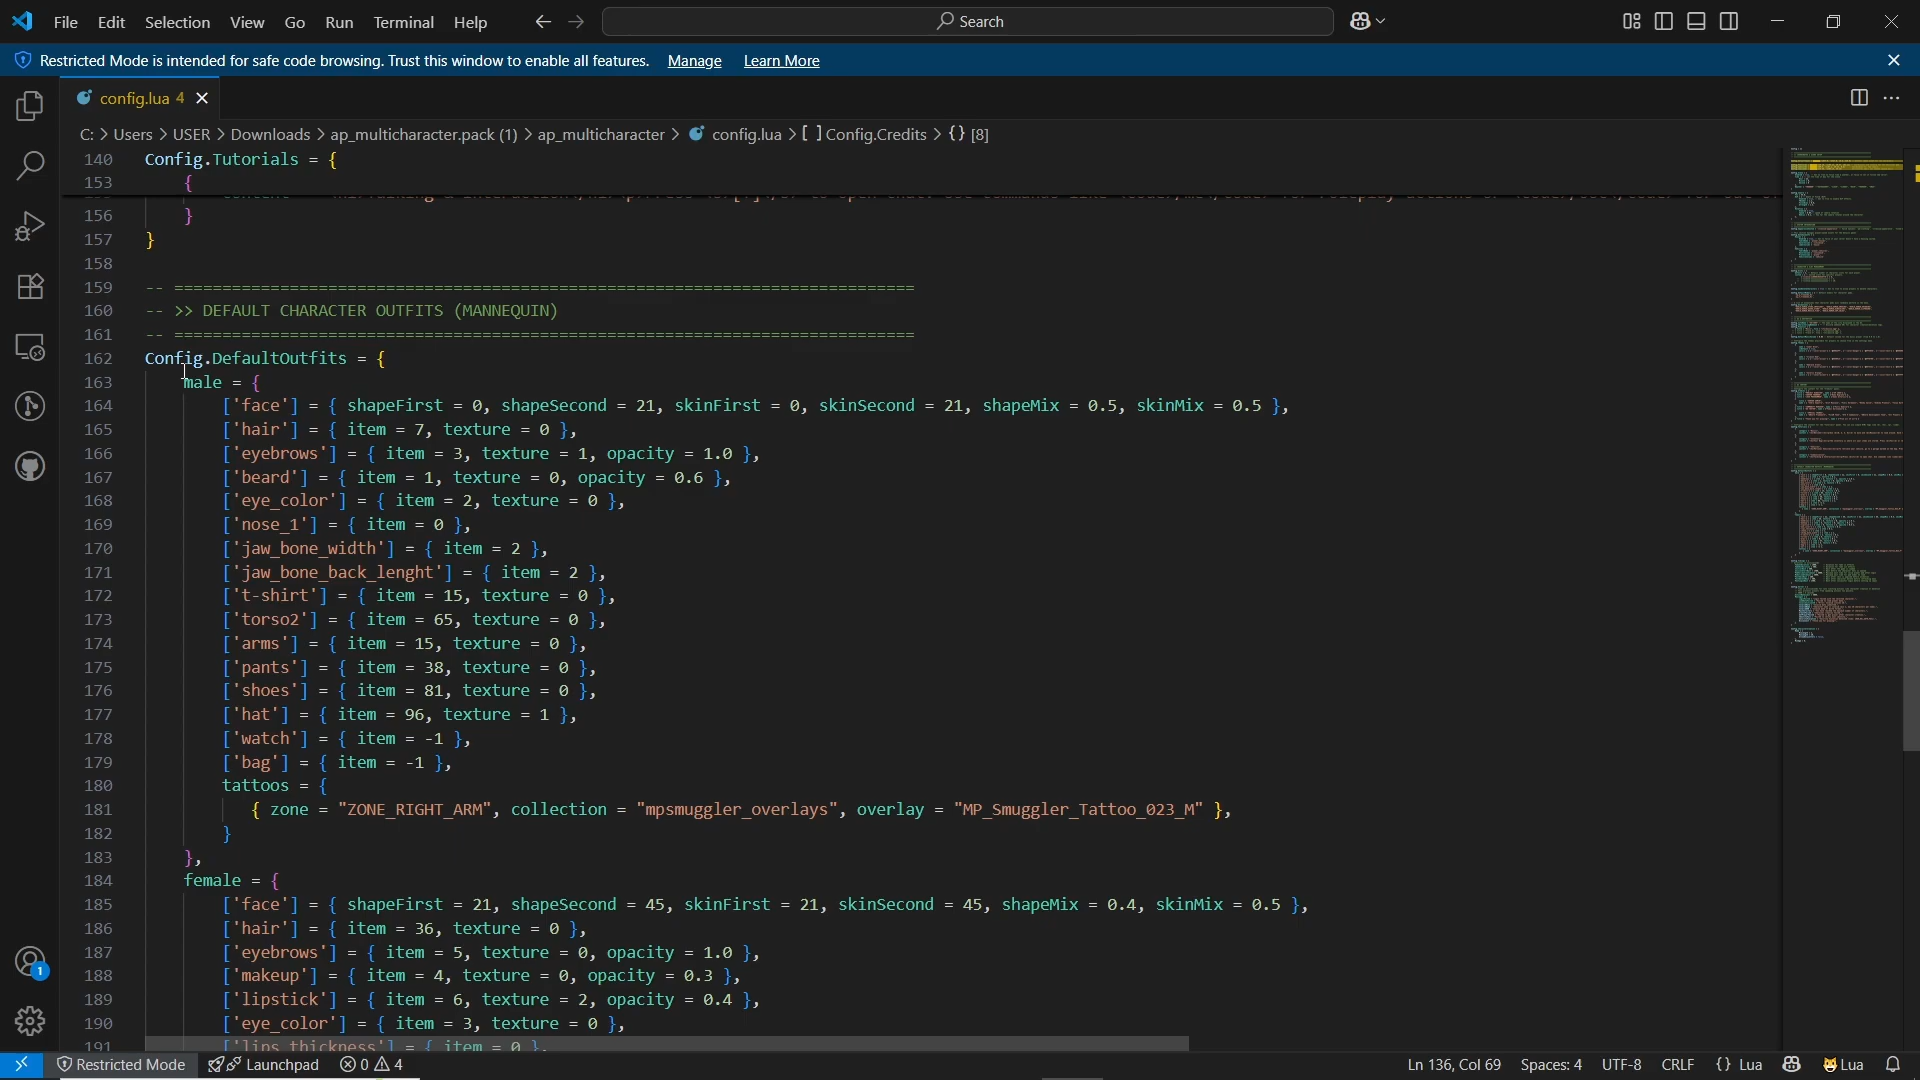 File Edit Selection View Go Run Terminal Help Search
Restricted Mode is intended for safe code browsing. Trust this window to enable all features. Manage Learn More
config.lua 4
C: > Users > USER > Downloads > ap_multicharacter.pack (1) > ap_multicharacter > config.lua > [ ] Config.Credits > {} [8]
140 Config.Tutorials = {
153 {
156 }
157 }
158
159 -- =============================================================================
160 -- >> DEFAULT CHARACTER OUTFITS (MANNEQUIN)
161 -- =============================================================================
162 Config.DefaultOutfits = {
163 male = {
164 ['face'] = { shapeFirst = 0, shapeSecond = 21, skinFirst = 0, skinSecond = 21, shapeMix = 0.5, skinMix = 0.5 },
165 ['hair'] = { item = 7, texture = 0 },
166 ['eyebrows'] = { item = 3, texture = 1, opacity = 1.0 },
167 ['beard'] = { item = 1, texture = 0, opacity = 0.6 },
168 ['eye_color'] = { item = 2, texture = 0 },
169 ['nose_1'] = { item = 0 },
170 ['jaw_bone_width'] = { item = 2 },
171 ['jaw_bone_back_lenght'] = { item = 2 },
172 ['t-shirt'] = { item = 15, texture = 0 },
173 ['torso2'] = { item = 65, texture = 0 },
174 ['arms'] = { item = 15, texture = 0 },
175 ['pants'] = { item = 38, texture = 0 },
176 ['shoes'] = { item = 81, texture = 0 },
177 ['hat'] = { item = 96, texture = 1 },
178 ['watch'] = { item = -1 },
179 ['bag'] = { item = -1 },
180 tattoos = {
181 { zone = "ZONE_RIGHT_ARM", collection = "mpsmuggler_overlays", overlay = "MP_Smuggler_Tattoo_023_M" },
182 }
183 },
184 female = {
185 ['face'] = { shapeFirst = 21, shapeSecond = 45, skinFirst = 21, skinSecond = 45, shapeMix = 0.4, skinMix = 0.5 },
186 ['hair'] = { item = 36, texture = 0 },
187 ['eyebrows'] = { item = 5, texture = 0, opacity = 1.0 },
188 ['makeup'] = { item = 4, texture = 0, opacity = 0.3 },
189 ['lipstick'] = { item = 6, texture = 2, opacity = 0.4 },
190 ['eye_color'] = { item = 3, texture = 0 },
191 ['lips_thickness'] = { item = 0 },
1
Restricted Mode Launchpad 0 4 Ln 136, Col 69 Spaces: 4 UTF-8 CRLF {} Lua Lua